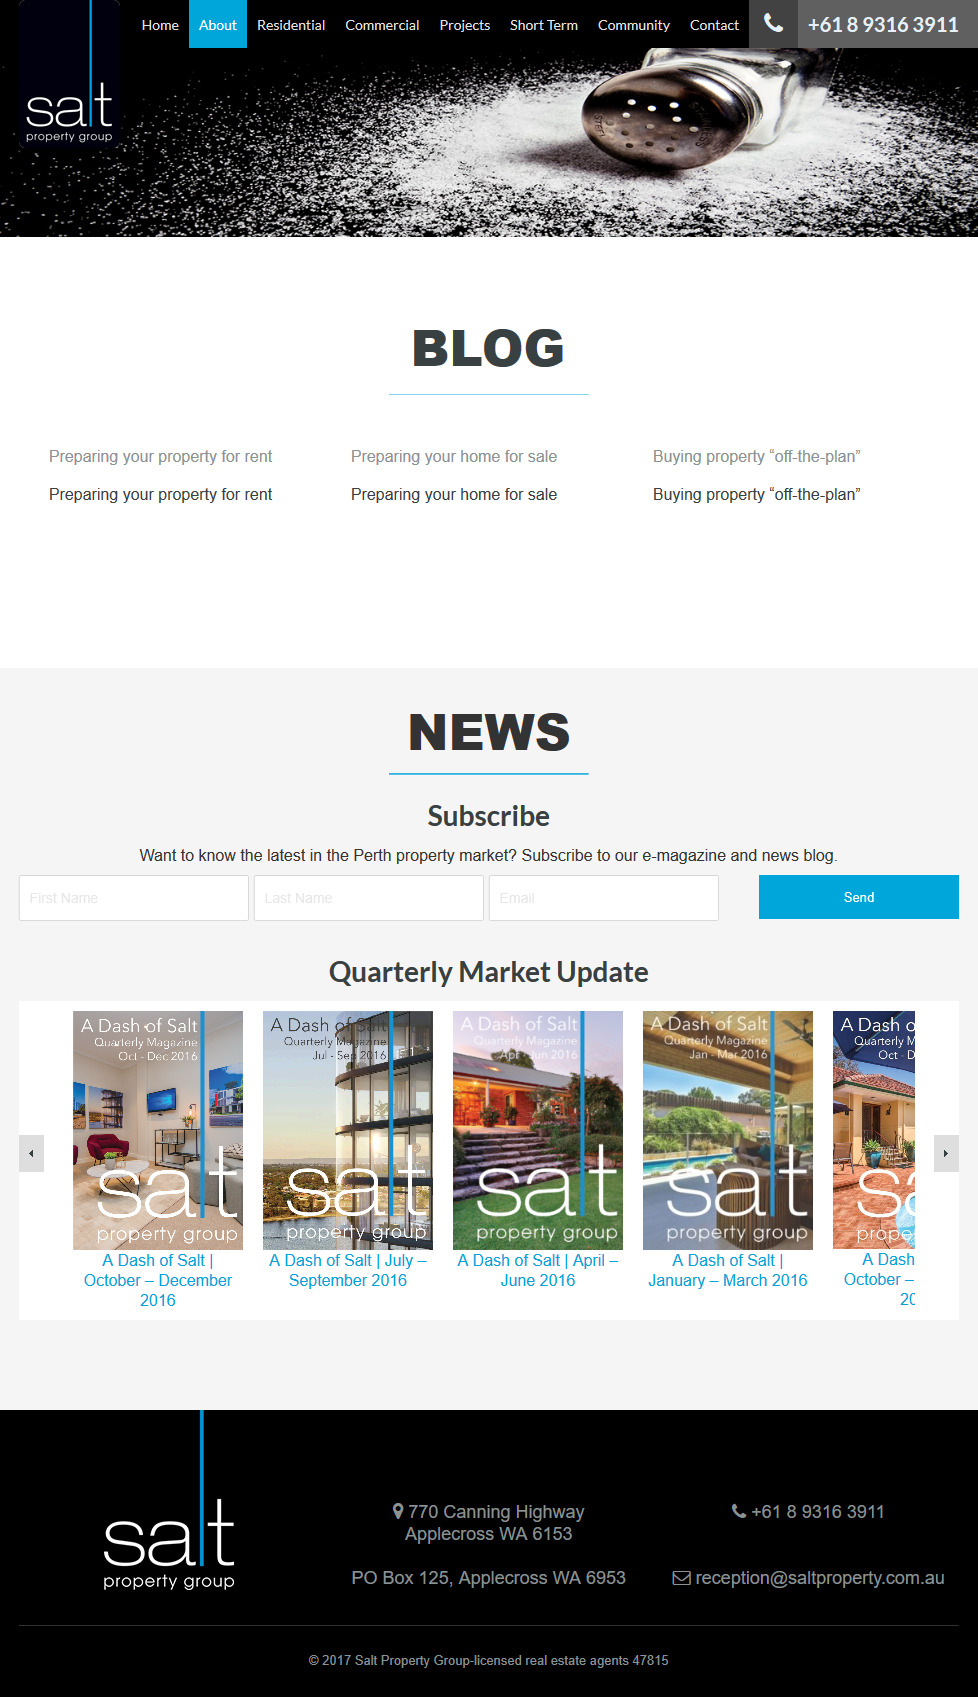 Home About Residential Commercial Projects Short Term Community Contact +61 8 9316 3911
salt
property group
BLOG
Preparing your property for rent
Preparing your home for sale
Buying property “off-the-plan”
Preparing your property for rent
Preparing your home for sale
Buying property “off-the-plan”
NEWS
Subscribe
Want to know the latest in the Perth property market? Subscribe to our e-magazine and news blog.
First Name
Last Name
Email
Send
Quarterly Market Update
A Dash of Salt
Quarterly Magazine
Oct - Dec 2016
salt
property group
A Dash of Salt |
October – December
2016
A Dash of Salt
Quarterly Magazine
Jul - Sep 2016
salt
property group
A Dash of Salt | July –
September 2016
A Dash of Salt
Quarterly Magazine
Apr - Jun 2016
salt
property group
A Dash of Salt | April –
June 2016
A Dash of Salt
Quarterly Magazine
Jan - Mar 2016
salt
property group
A Dash of Salt |
January – March 2016
A Dash o
Quarterly M
Oct - D
sa
prope
A Dash
October –
20
salt
property group
770 Canning Highway
Applecross WA 6153
PO Box 125, Applecross WA 6953
+61 8 9316 3911
reception@saltproperty.com.au
© 2017 Salt Property Group-licensed real estate agents 47815